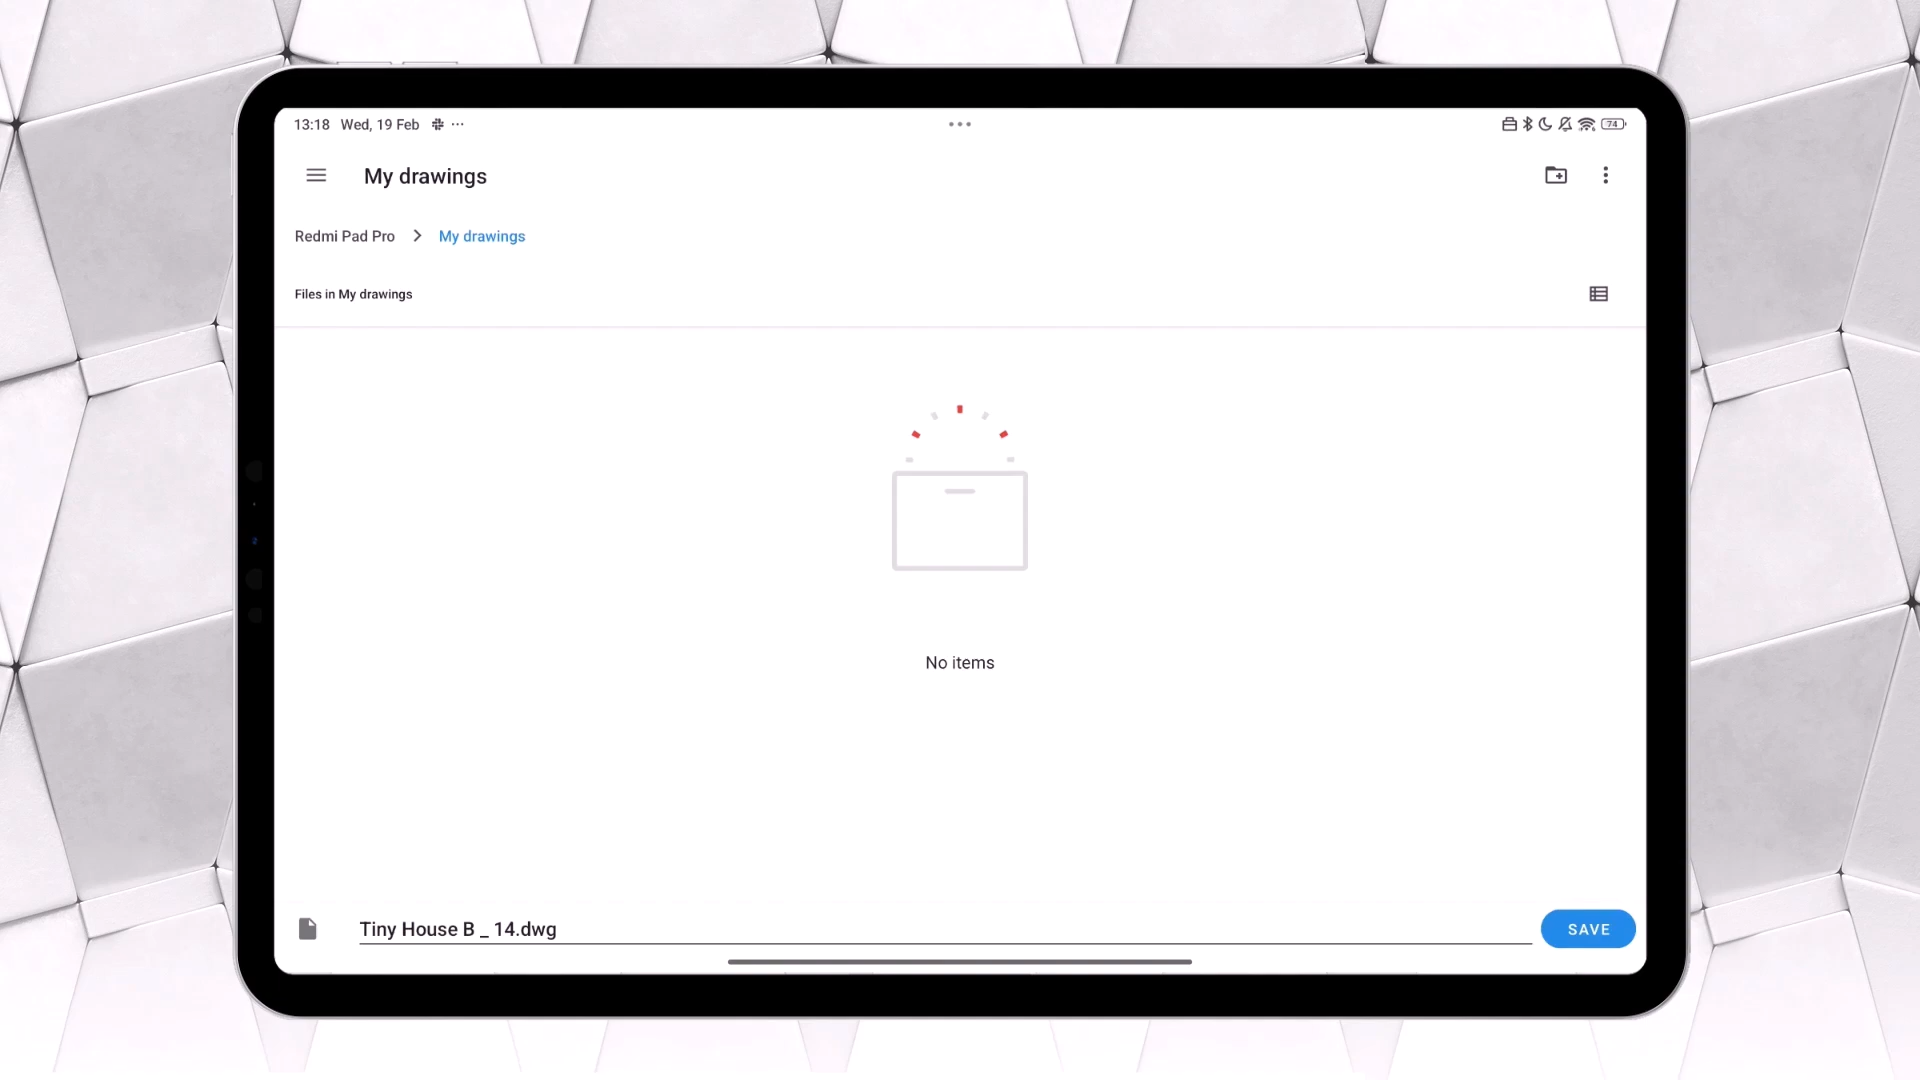 13:18 Wed, 19 Feb
74
My drawings
Redmi Pad Pro > My drawings
Files in My drawings
No items
Tiny House B _ 14.dwg
SAVE